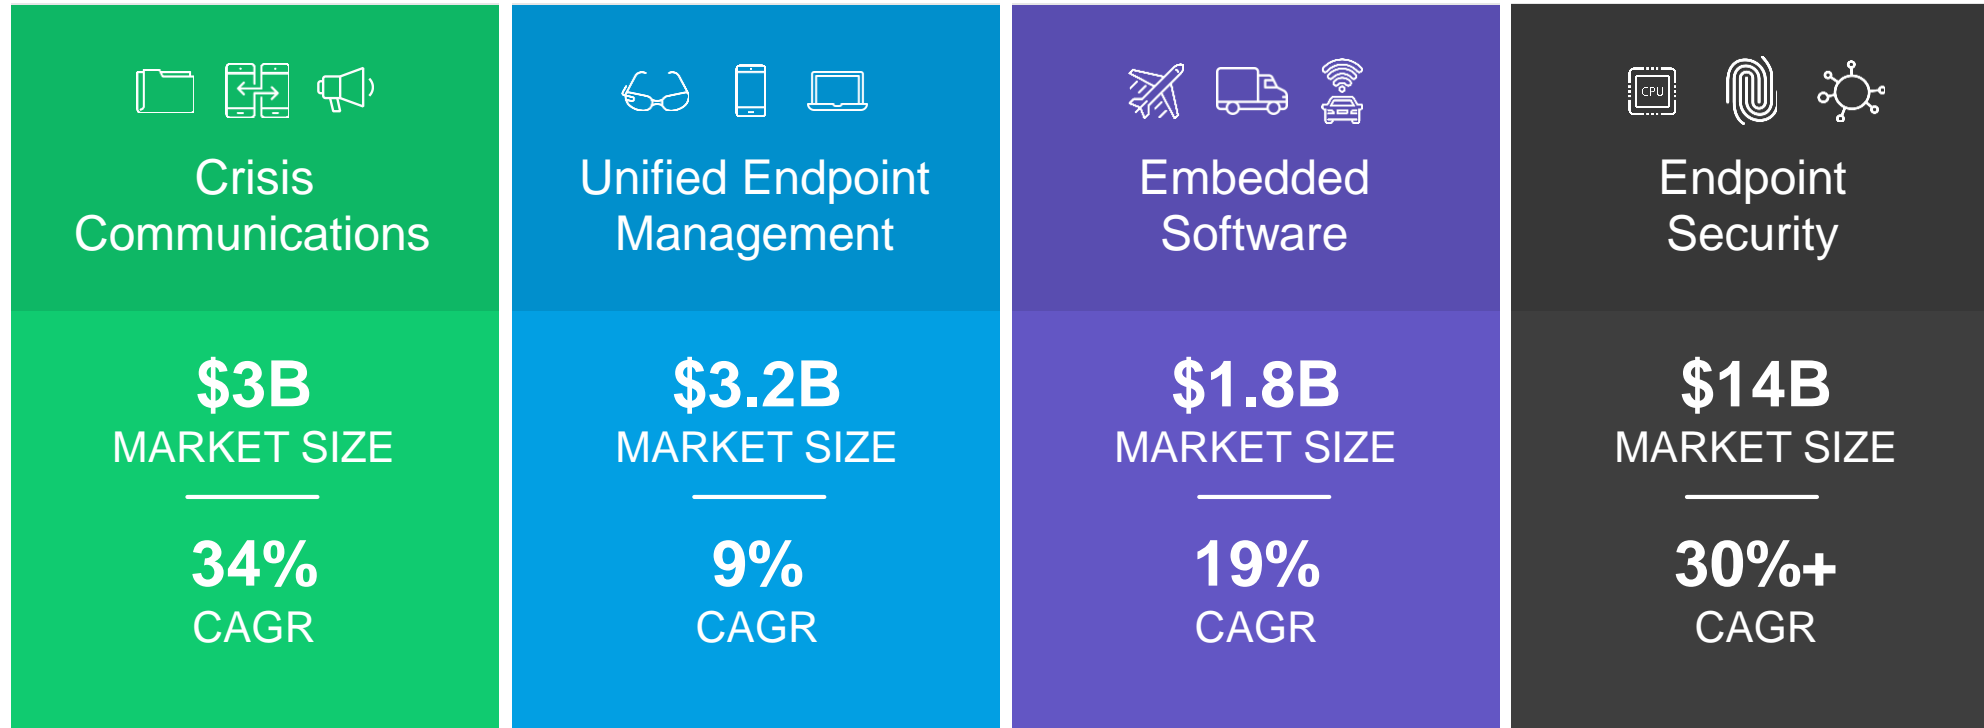 Crisis
Communications
$3B
MARKET SIZE
34%
CAGR
Unified Endpoint
Management
$3.2B
MARKET SIZE
9%
CAGR
Embedded
Software
$1.8B
MARKET SIZE
19%
CAGR
CPU
Endpoint
Security
$14B
MARKET SIZE
30%+
CAGR